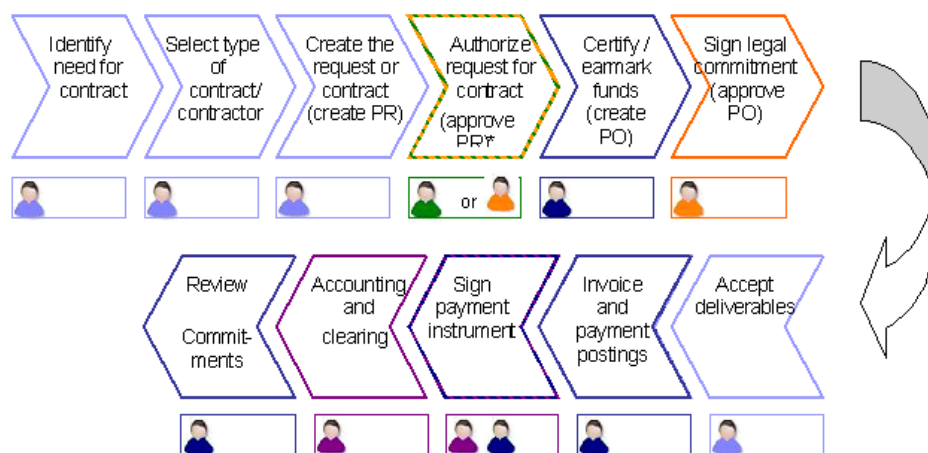 Identify
need for
contract
Select type
of
contract/
contractor
Create the
request or
contract
(create PR)
Authorize
request for
contract
(approve
PR)*
Certify /
earmark
funds
(create
PO)
Sign legal
commitment
(approve
PO)
or
Review
Commit-
ments
Accounting
and
clearing
Sign
payment
instrument
Invoice
and
payment
postings
Accept
deliverables